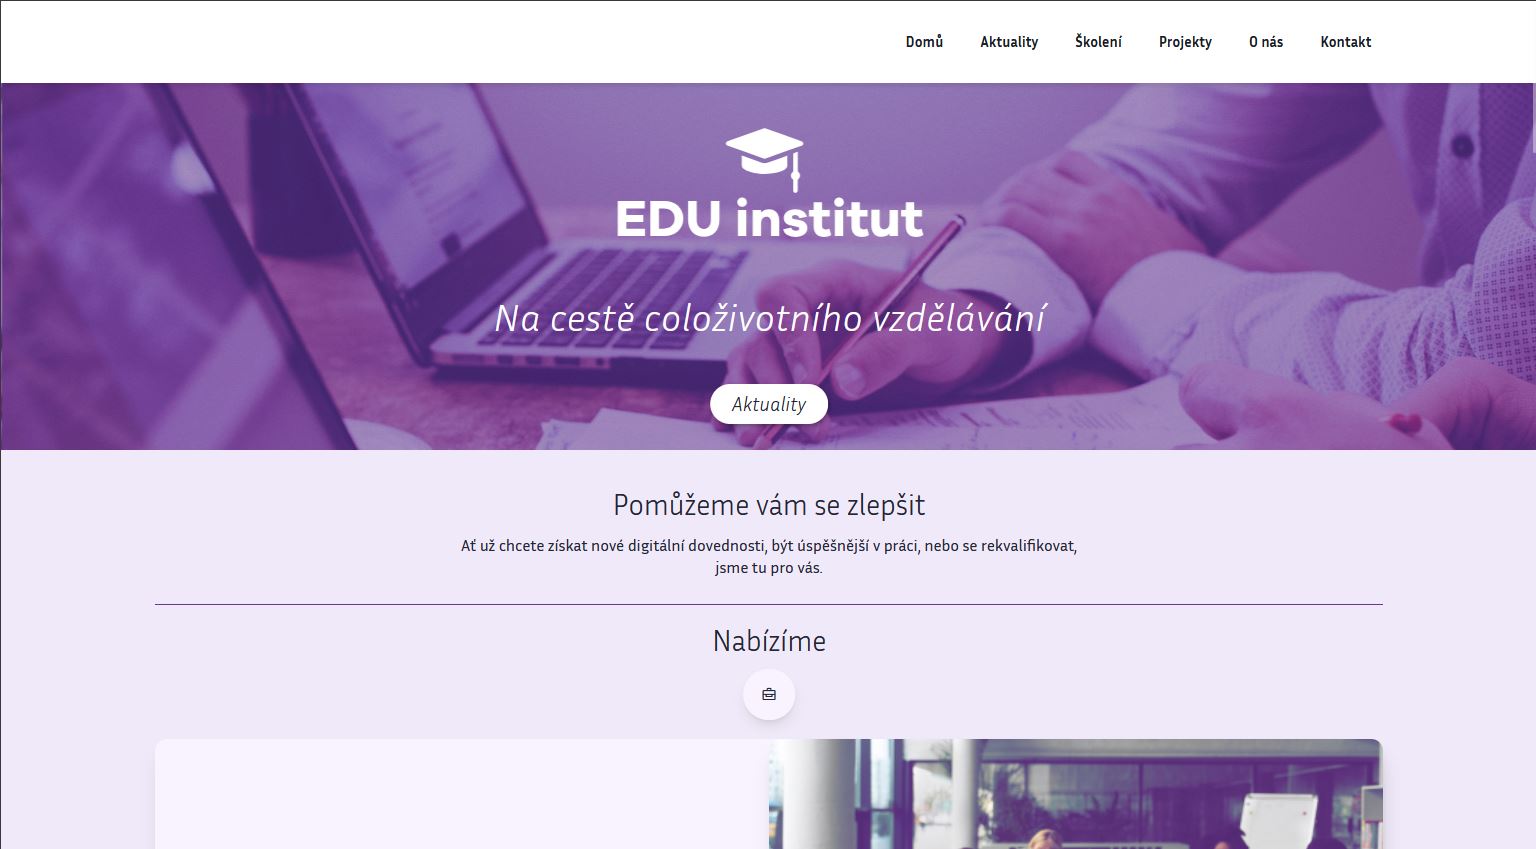 Domů Aktuality Školení Projekty O nás Kontakt
EDU institut
Na cestě coloživotního vzdělávání
Aktuality
Pomůžeme vám se zlepšit
Ať už chcete získat nové digitální dovednosti, být úspěšnější v práci, nebo se rekvalifikovat,
jsme tu pro vás.
Nabízíme